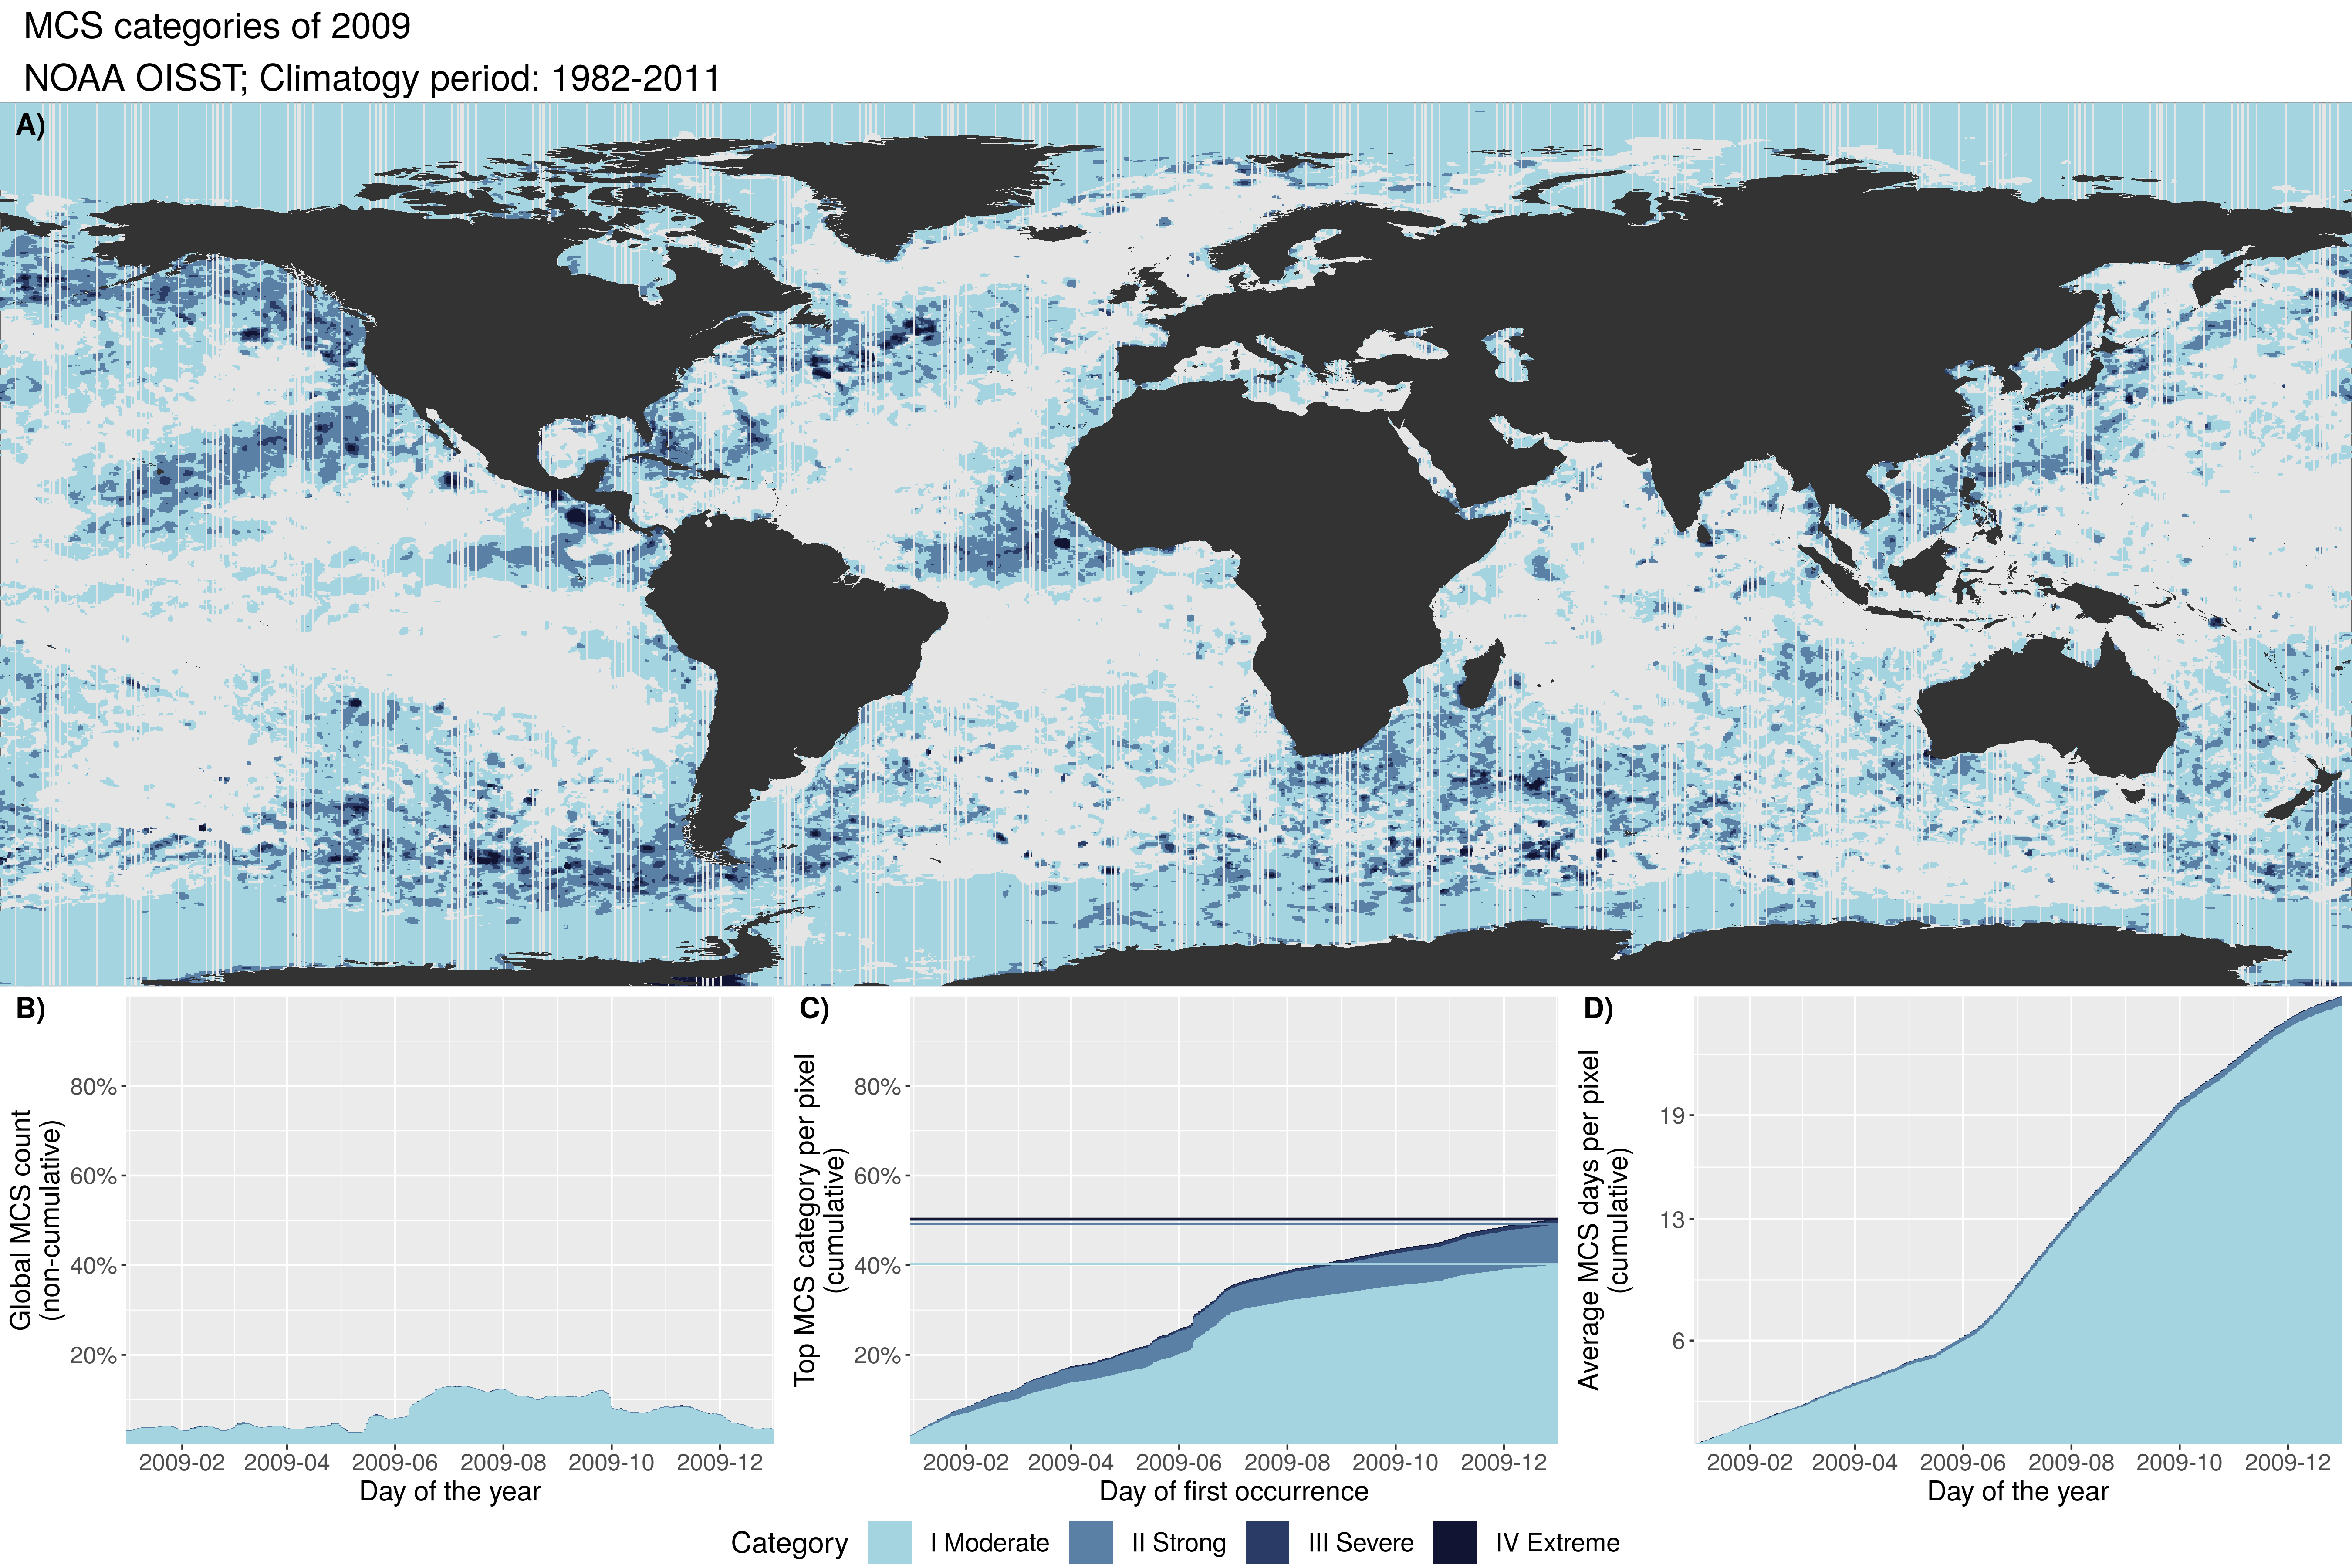 MCS categories of 2009
NOAA OISST; Climatogy period: 1982-2011
A)
B)
Global MCS count
(non-cumulative)
80%
60%
40%
20%
2009-02 2009-04 2009-06 2009-08 2009-10 2009-12
Day of the year
C)
Top MCS category per pixel
(cumulative)
80%
60%
40%
20%
2009-02 2009-04 2009-06 2009-08 2009-10 2009-12
Day of first occurrence
D)
Average MCS days per pixel
(cumulative)
19
13
6
2009-02 2009-04 2009-06 2009-08 2009-10 2009-12
Day of the year
Category I Moderate II Strong III Severe IV Extreme